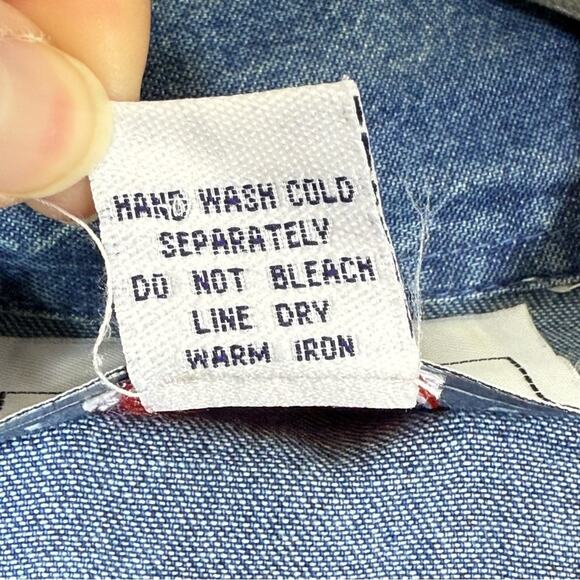 HAND WASH COLD
SEPARATELY
DO NOT BLEACH
LINE DRY
WARM IRON